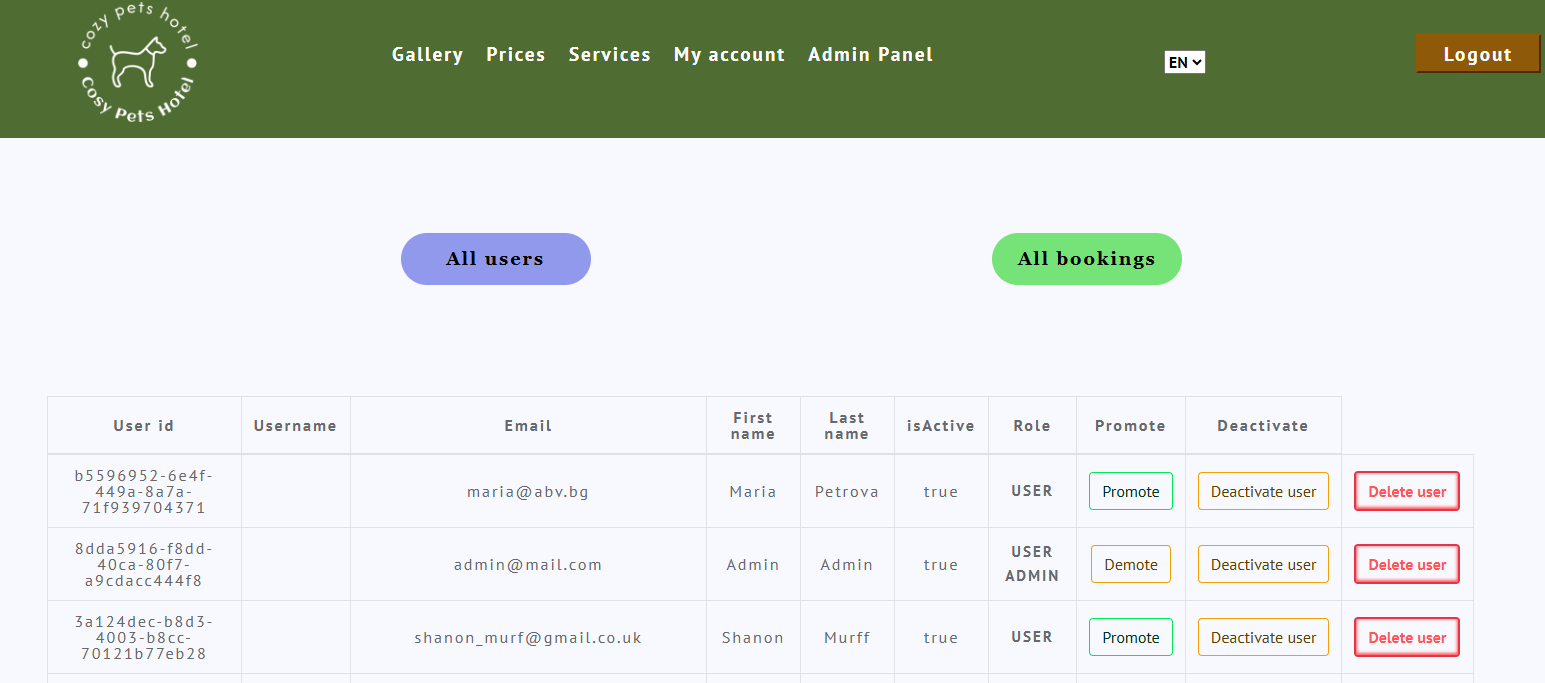 cozy pets hotel
Cosy Pets Hotel
Gallery Prices Services My account Admin Panel
EN
Logout
All users
All bookings
User id Username Email First name Last name isActive Role Promote Deactivate
b5596952-6e4f-
449a-8a7a-
71f939704371
maria@abv.bg Maria Petrova true USER Promote Deactivate user Delete user
8dda5916-f8dd-
40ca-80f7-
a9cdacc444f8
admin@mail.com Admin Admin true USER
ADMIN
Demote Deactivate user Delete user
3a124dec-b8d3-
4003-b8cc-
70121b77eb28
shanon_murf@gmail.co.uk Shanon Murff true USER Promote Deactivate user Delete user